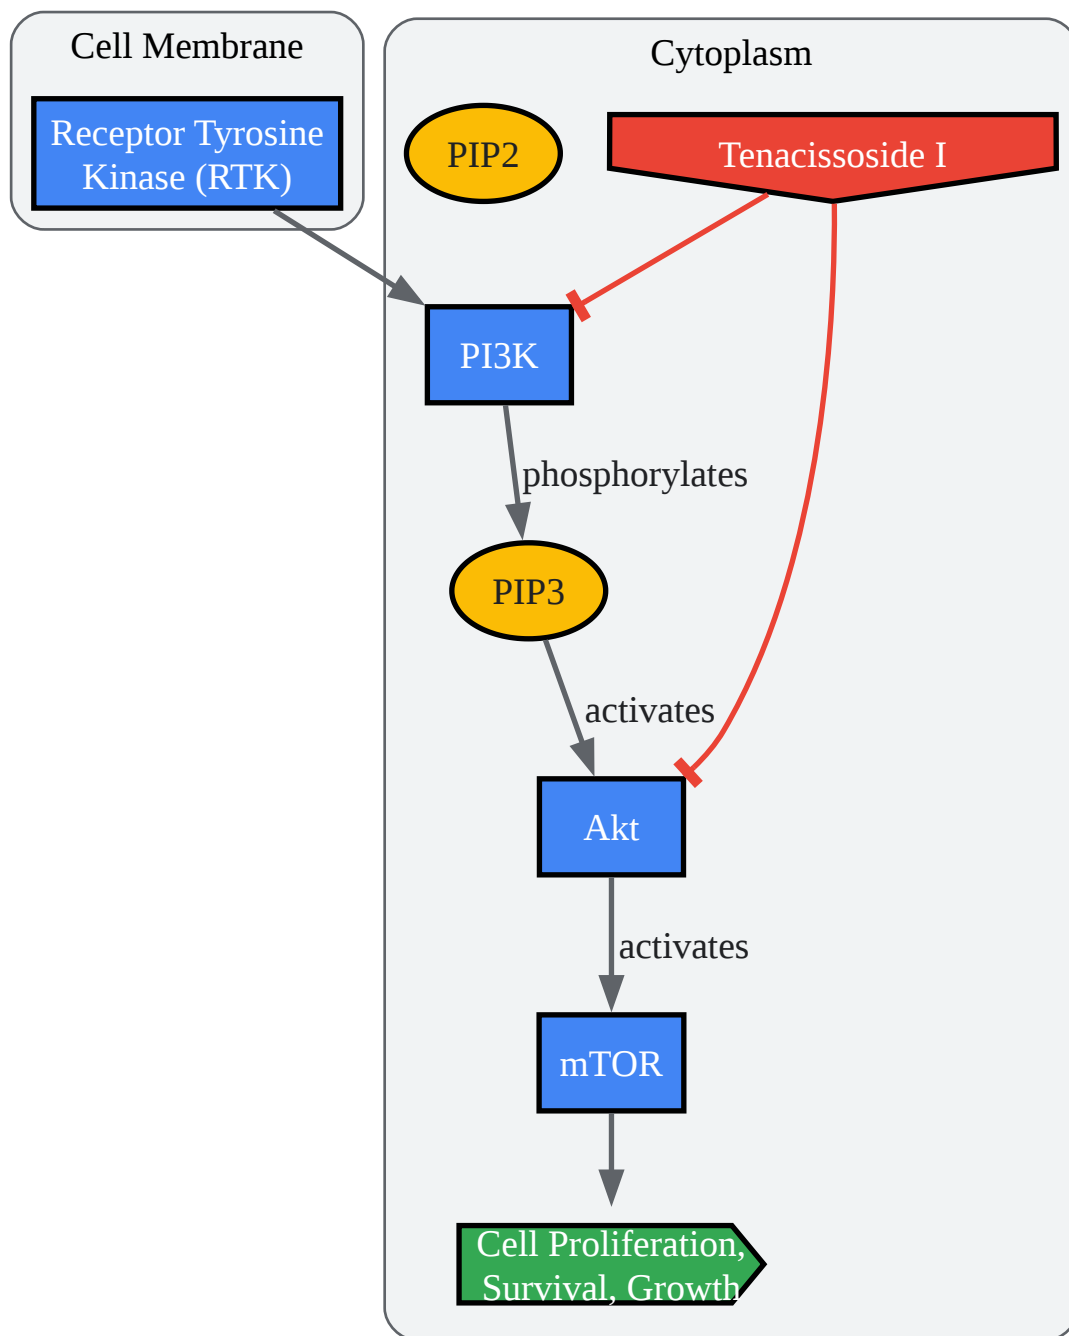 Cell Membrane
Cytoplasm
Receptor Tyrosine
Kinase (RTK)
PIP2
Tenacissoside I
PI3K
phosphorylates
PIP3
activates
Akt
activates
mTOR
Cell Proliferation,
Survival, Growth